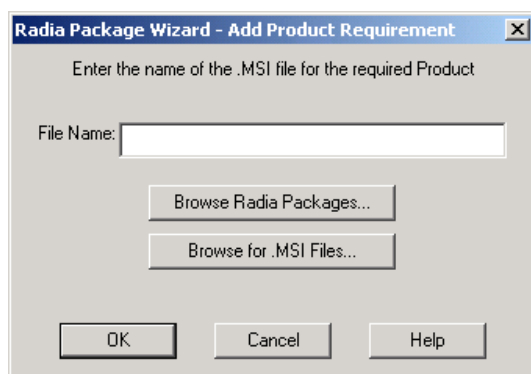 Radia Package Wizard - Add Product Requirement
Enter the name of the .MSI file for the required Product
File Name:
Browse Radia Packages...
Browse for .MSI Files...
OK Cancel Help